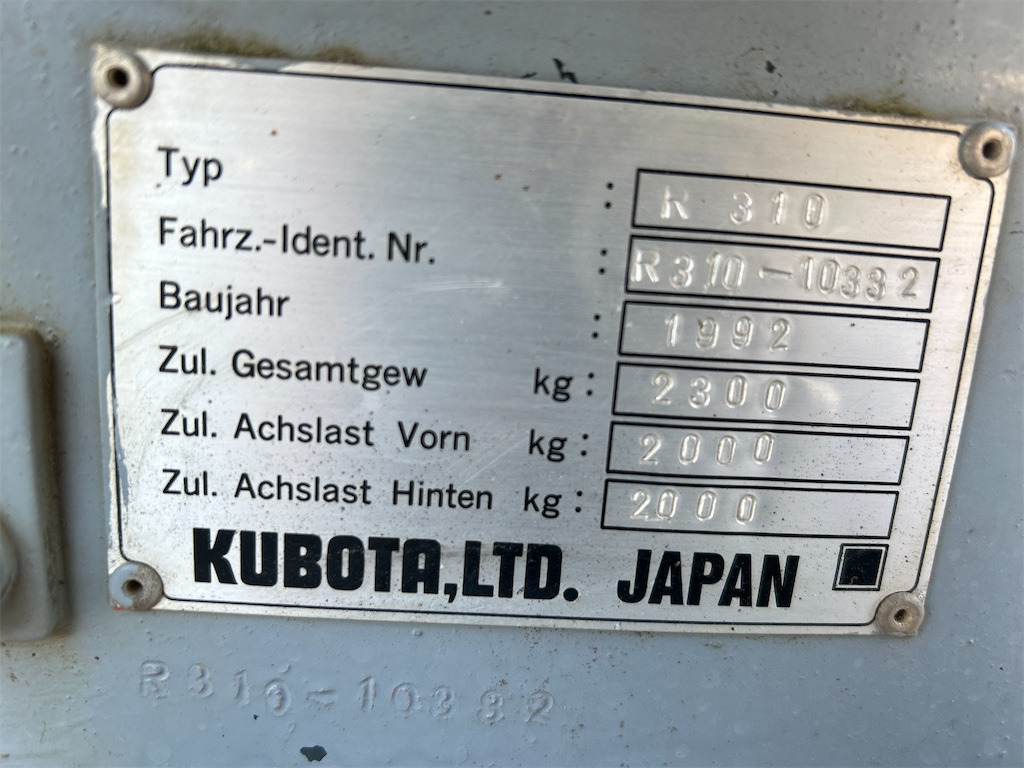 Typ : R 310
Fahrz.-Ident. Nr. : R310-10332
Baujahr : 1992
Zul. Gesamtgew kg : 2300
Zul. Achslast Vorn kg : 2000
Zul. Achslast Hinten kg : 2000
KUBOTA,LTD. JAPAN
R310-10332